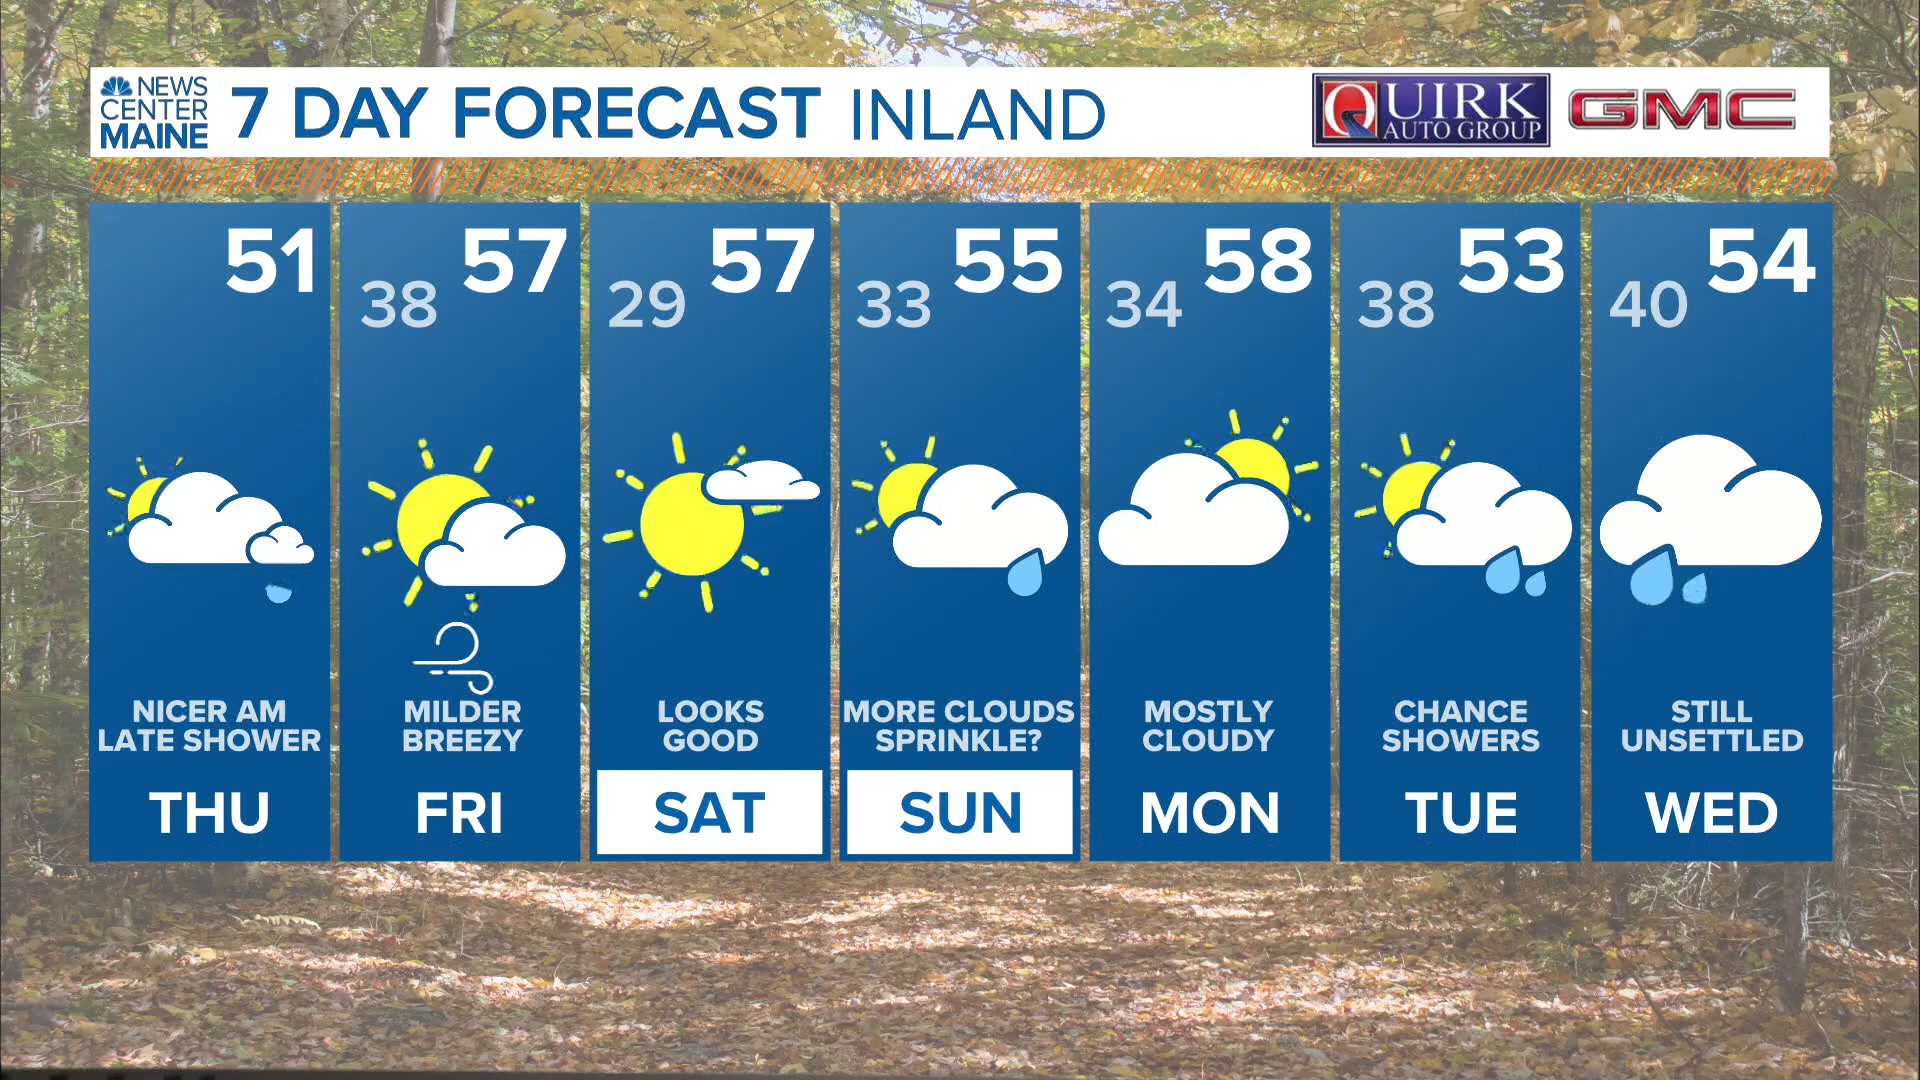 NEWS
CENTER
MAINE
7 DAY FORECAST INLAND
QUIRK
AUTO GROUP
GMC
51
NICER AM
LATE SHOWER
THU
38 57
MILDER
BREEZY
FRI
29 57
LOOKS
GOOD
SAT
33 55
MORE CLOUDS
SPRINKLE?
SUN
34 58
MOSTLY
CLOUDY
MON
38 53
CHANCE
SHOWERS
TUE
40 54
STILL
UNSETTLED
WED